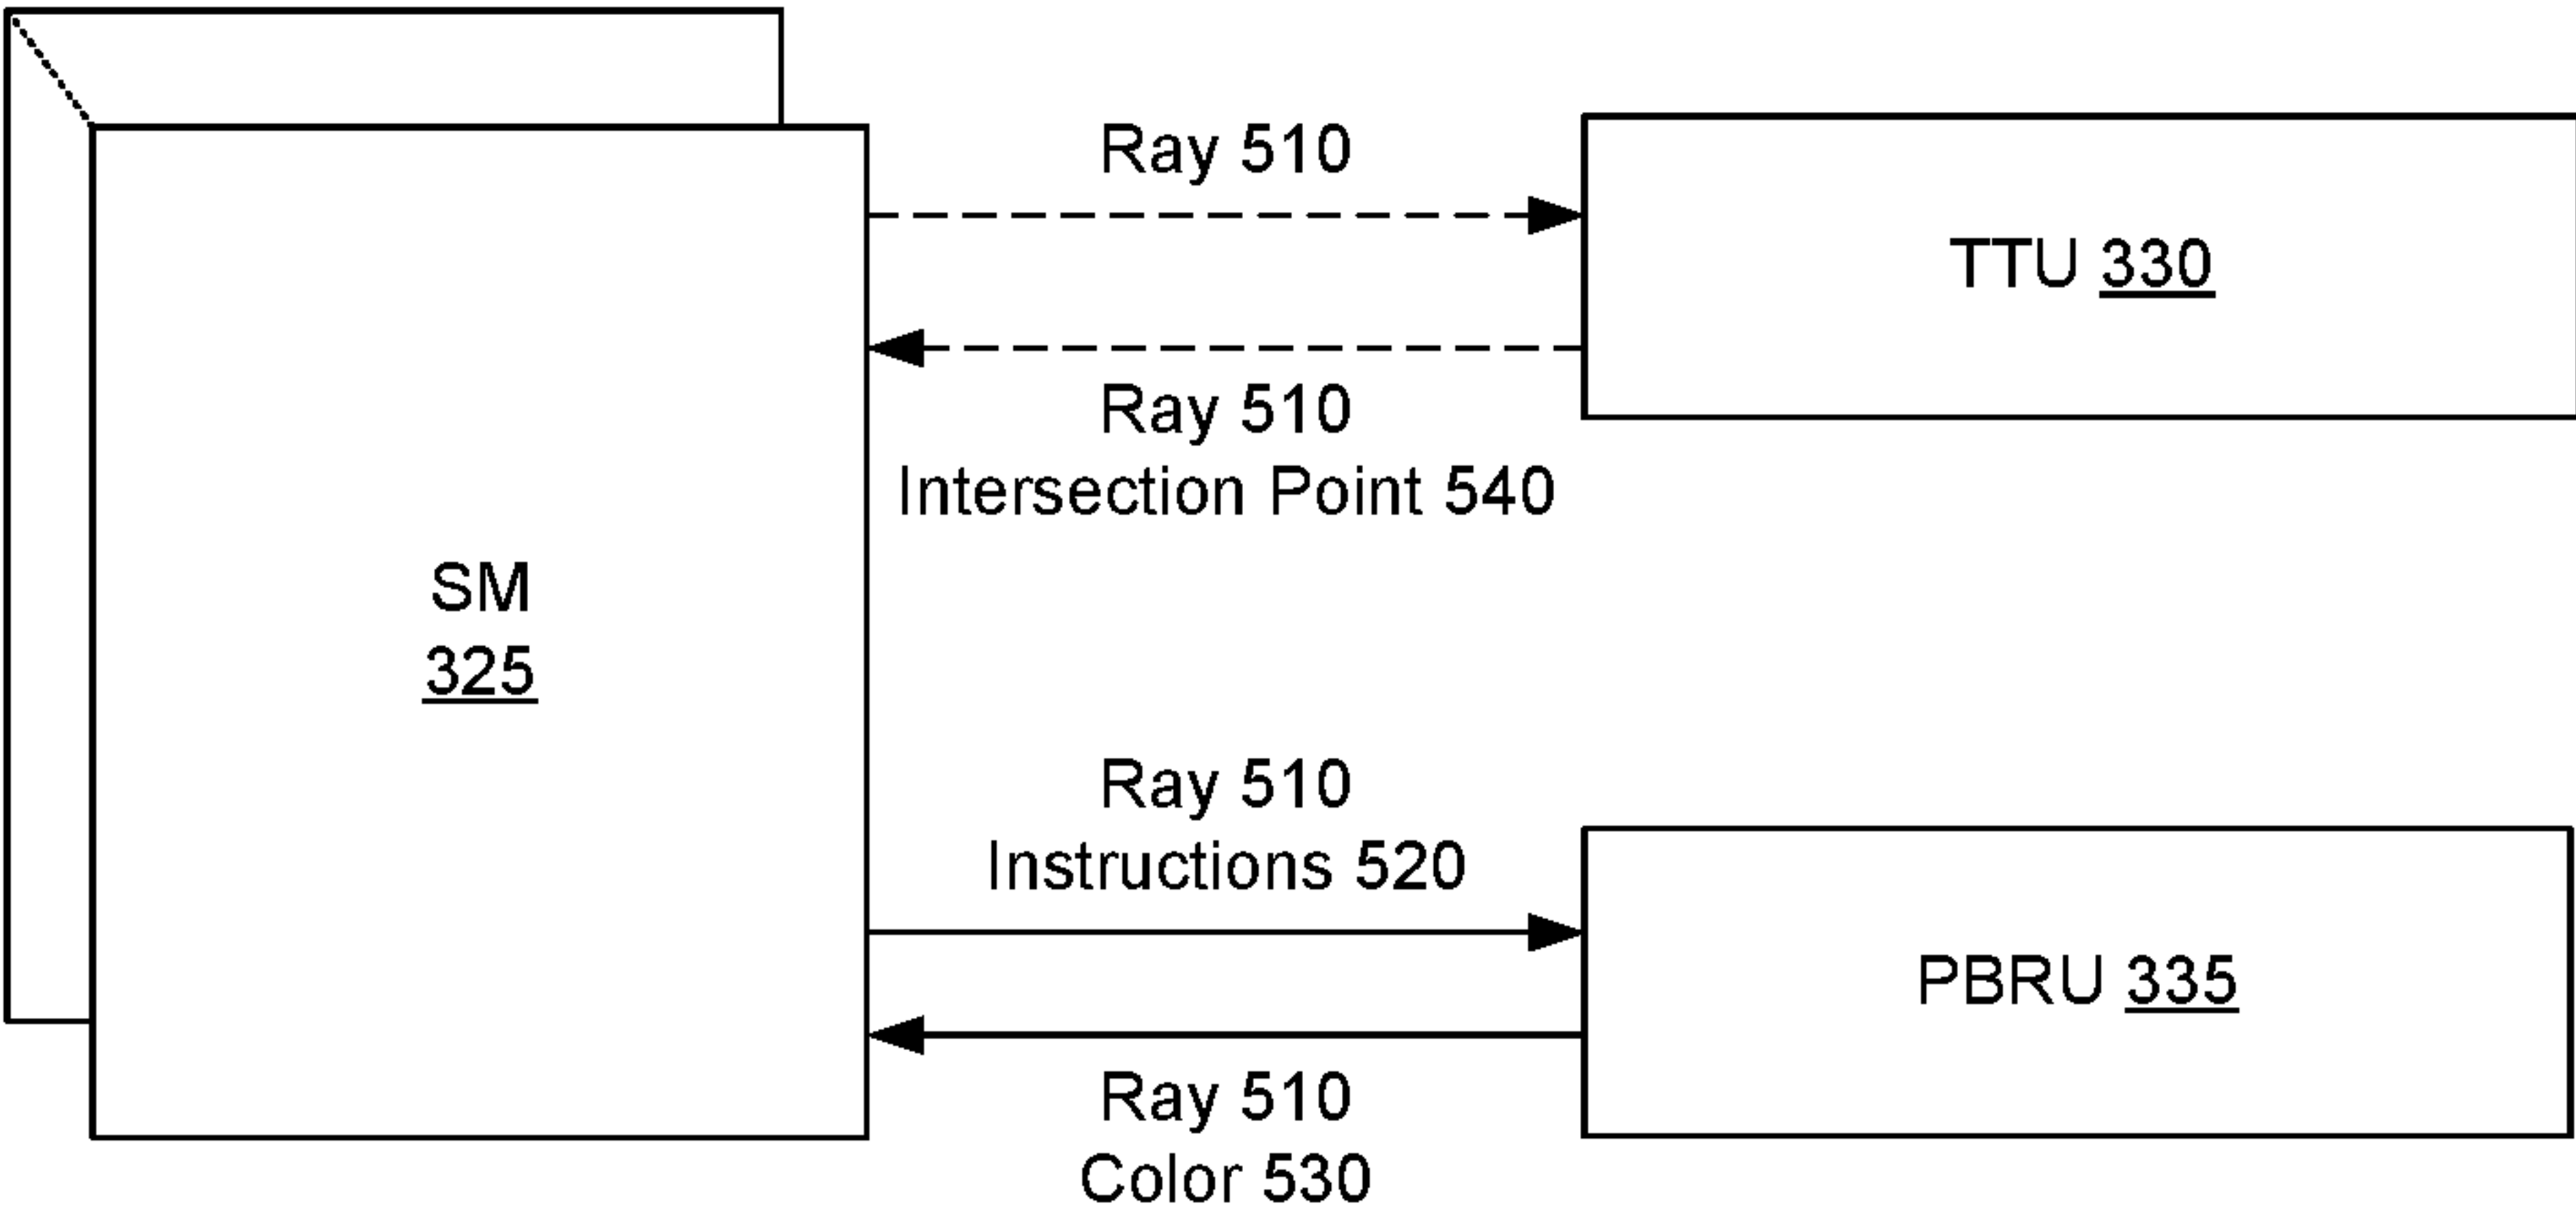 Ray 510
TTU 330
Ray 510
Intersection Point 540
SM
325
Ray 510
Instructions 520
PBRU 335
Ray 510
Color 530